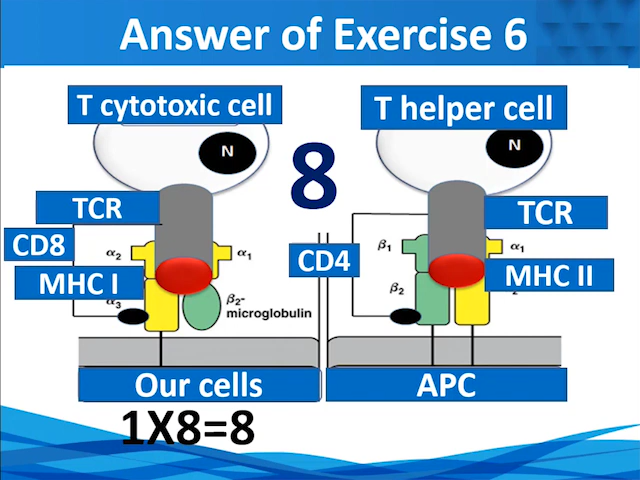 Answer of Exercise 6
T cytotoxic cell
T helper cell
N
N
8
TCR
TCR
CD8
CD4
α₂
α₁
β₁
α₁
MHC I
MHC II
α₃
β₂-
microglobulin
β₂
₂
Our cells
APC
1X8=8